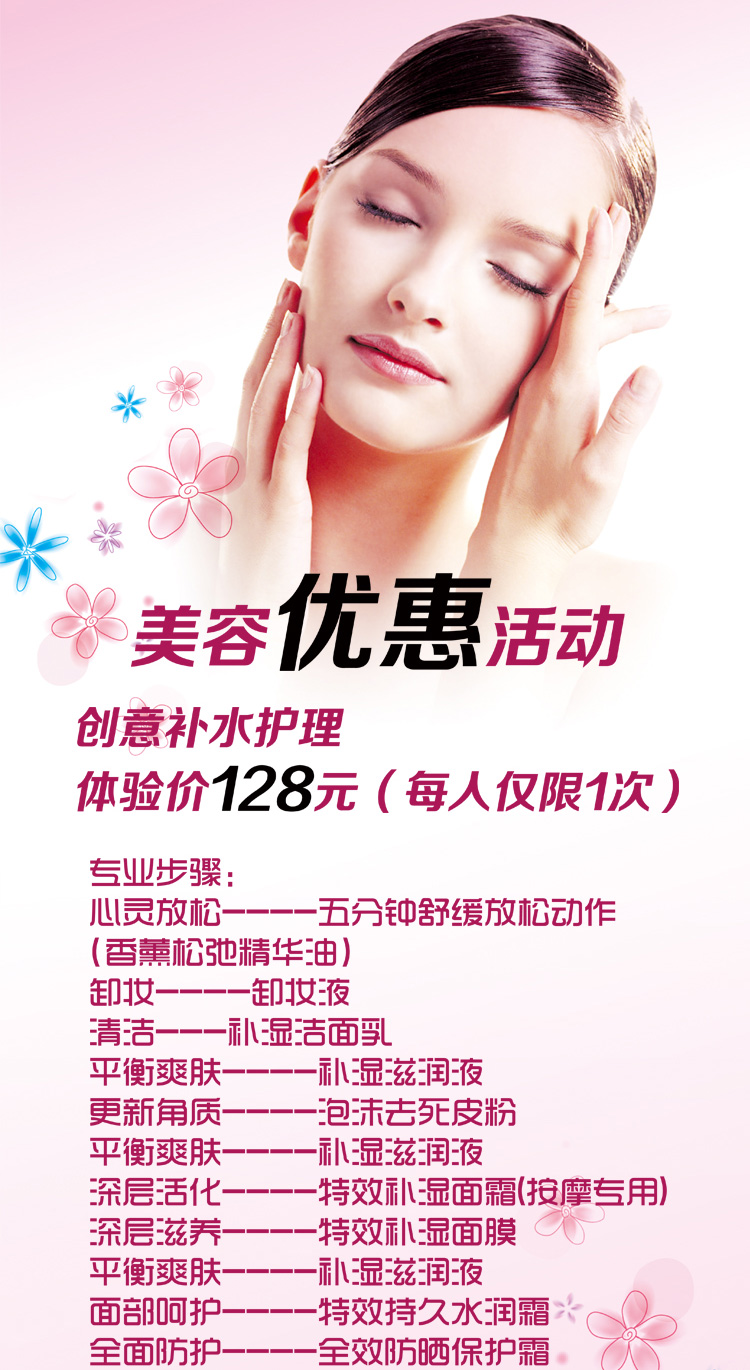 美容优惠活动
创意补水护理
体验价128元（每人仅限1次）
专业步骤：
心灵放松----五分钟舒缓放松动作
(香薰松弛精华油)
卸妆----卸妆液
清洁---补湿洁面乳
平衡爽肤----补湿滋润液
更新角质----泡沫去死皮粉
平衡爽肤----补湿滋润液
深层活化----特效补湿面霜(按摩专用)
深层滋养----特效补湿面膜
平衡爽肤----补湿滋润液
面部呵护----特效持久水润霜
全面防护----全效防晒保护霜